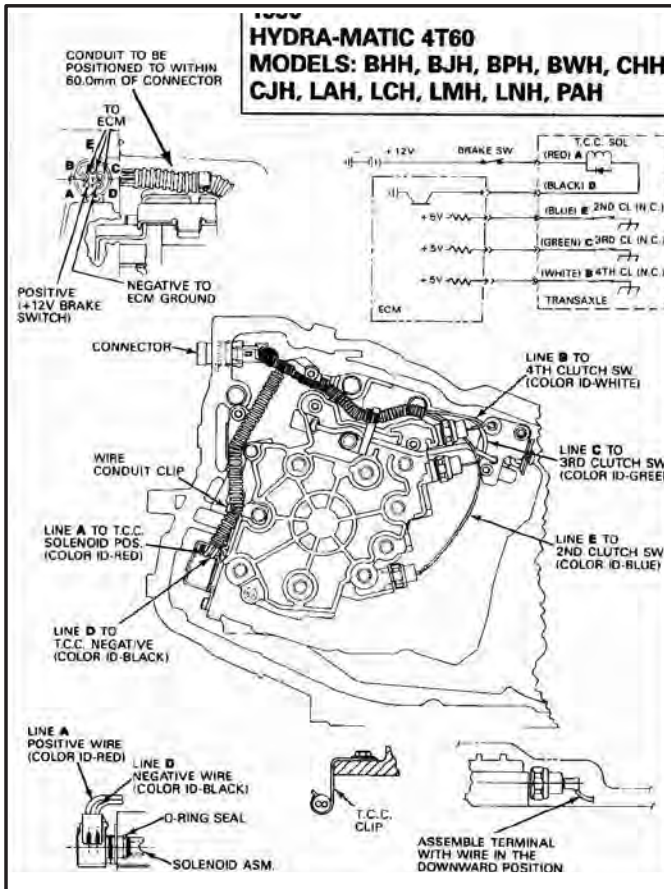 HYDRA-MATIC 4T60
MODELS: BHH, BJH, BPH, BWH, CHH
CJH, LAH, LCH, LMH, LNH, PAH
CONDUIT TO BE
POSITIONED TO WITHIN
60.0mm OF CONNECTOR
TO
ECM
E
B
C
A
D
POSITIVE
(+12V BRAKE
SWITCH)
NEGATIVE TO
ECM GROUND
+12V
BRAKE SW
T.C.C. SOL
(RED) A
(BLACK) D
+5V
(BLUE) E 2ND CL (N.C.)
+5V
(GREEN) C 3RD CL (N.C.)
+5V
(WHITE) B 4TH CL (N.C.)
ECM
TRANSAXLE
CONNECTOR
LINE B TO
4TH CLUTCH SW
(COLOR ID-WHITE)
WIRE
CONDUIT CLIP
LINE C TO
3RD CLUTCH SW
(COLOR ID-GREE
LINE A TO T.C.C.
SOLENOID POS.
(COLOR ID-RED)
LINE E TO
2ND CLUTCH SW
(COLOR ID-BLUE)
LINE D TO
T.C.C. NEGATIVE
(COLOR ID-BLACK)
LINE A
POSITIVE WIRE
(COLOR ID-RED)
LINE D
NEGATIVE WIRE
(COLOR ID-BLACK)
O-RING SEAL
SOLENOID ASM.
T.C.C.
CLIP
ASSEMBLE TERMINAL
WITH WIRE IN THE
DOWNWARD POSITION